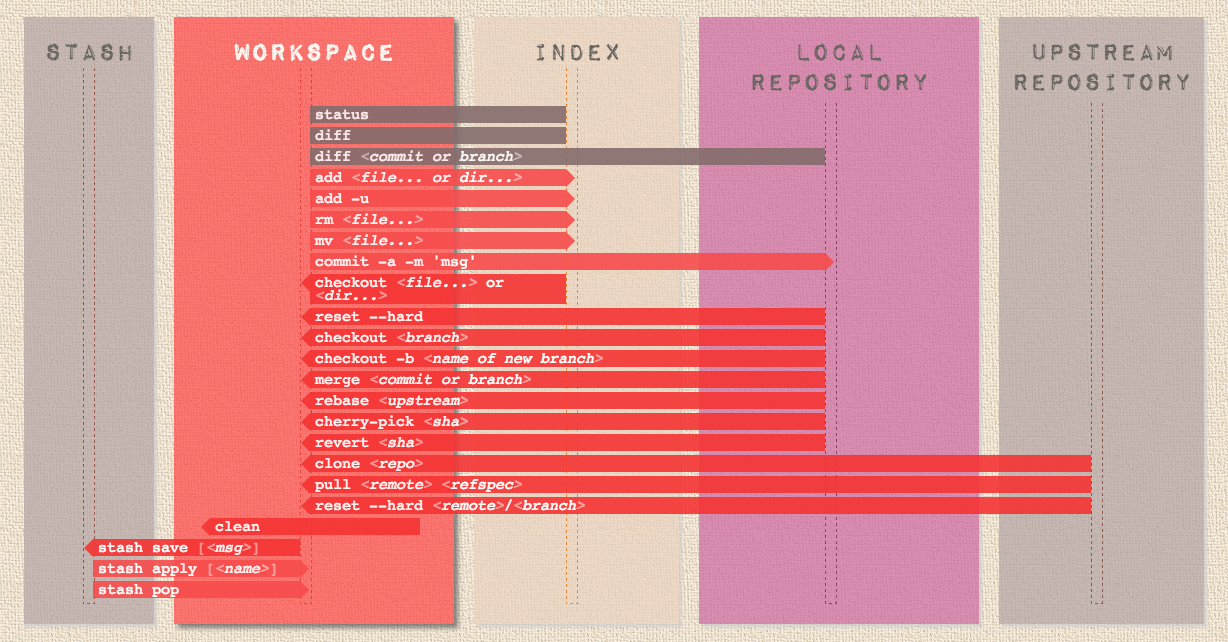 STASH
WORKSPACE
INDEX
LOCAL
REPOSITORY
UPSTREAM
REPOSITORY
status
diff
diff <commit or branch>
add <file... or dir...>
add -u
rm <file...>
mv <file...>
commit -a -m 'msg'
checkout <file...> or
<dir...>
reset --hard
checkout <branch>
checkout -b <name of new branch>
merge <commit or branch>
rebase <upstream>
cherry-pick <sha>
revert <sha>
clone <repo>
pull <remote> <refspec>
reset --hard <remote>/<branch>
clean
stash save [<msg>]
stash apply [<name>]
stash pop